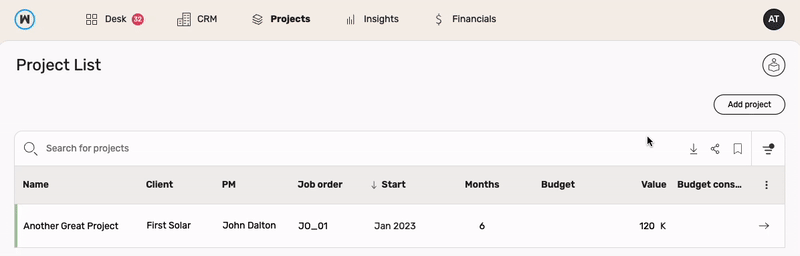 W Desk 32 CRM Projects Insights Financials AT
Project List
Add project
Search for projects
Name Client PM Job order Start Months Budget Value Budget cons...
Another Great Project First Solar John Dalton JO_01 Jan 2023 6 120 K